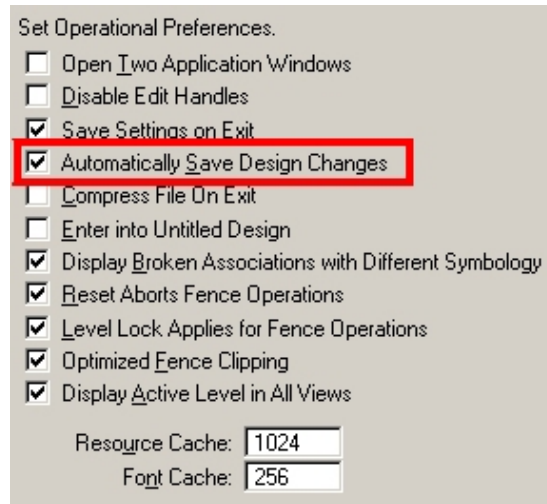 Set Operational Preferences.
Open Two Application Windows
Disable Edit Handles
Save Settings on Exit
Automatically Save Design Changes
Compress File On Exit
Enter into Untitled Design
Display Broken Associations with Different Symbology
Reset Aborts Fence Operations
Level Lock Applies for Fence Operations
Optimized Fence Clipping
Display Active Level in All Views
Resource Cache: 1024
Font Cache: 256